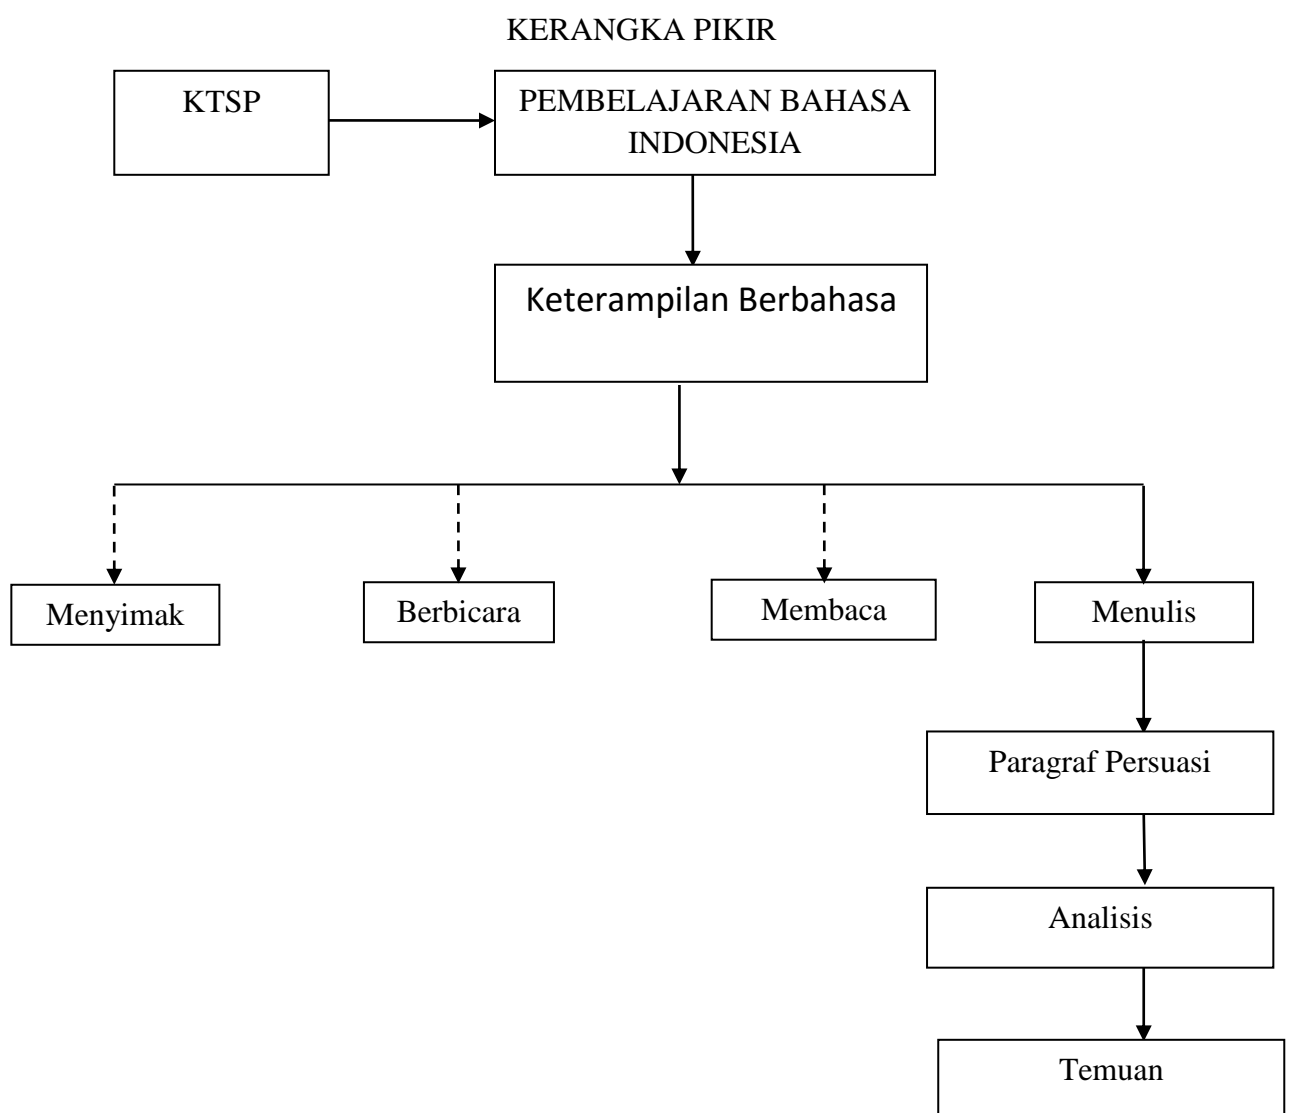 KERANGKA PIKIR
KTSP
PEMBELAJARAN BAHASA
INDONESIA
Keterampilan Berbahasa
Menyimak
Berbicara
Membaca
Menulis
Paragraf Persuasi
Analisis
Temuan